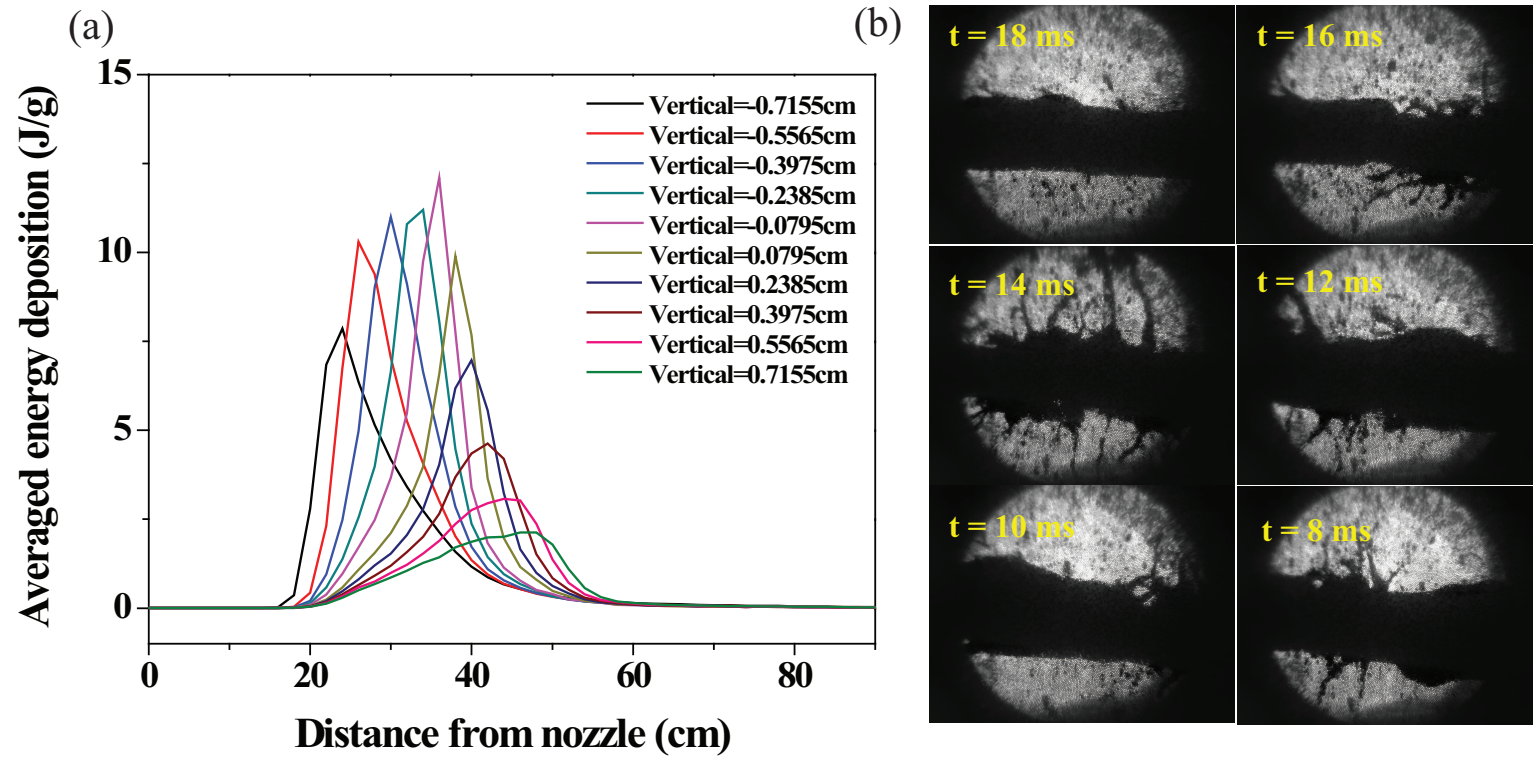 (a)
Averaged energy deposition (J/g)
15
10
5
0
Vertical=-0.7155cm
Vertical=-0.5565cm
Vertical=-0.3975cm
Vertical=-0.2385cm
Vertical=-0.0795cm
Vertical=0.0795cm
Vertical=0.2385cm
Vertical=0.3975cm
Vertical=0.5565cm
Vertical=0.7155cm
0 20 40 60 80
Distance from nozzle (cm)
(b)
t = 18 ms
t = 16 ms
t = 14 ms
t = 12 ms
t = 10 ms
t = 8 ms